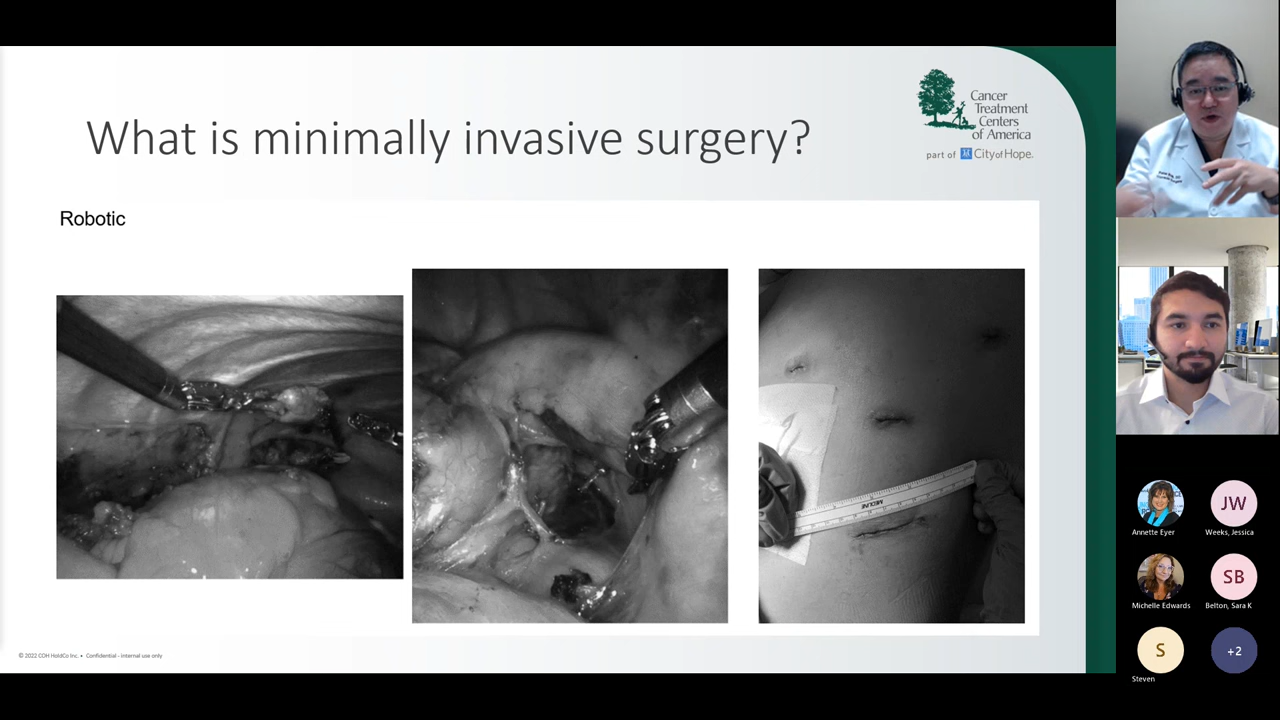 What is minimally invasive surgery?
Cancer
Treatment
Centers
of America
part of City of Hope.
Robotic
© 2022 COH HoldCo Inc. • Confidential - Internal use only
Annette Eyer
JW
Weeks, Jessica
Michelle Edwards
SB
Belton, Sara K
S
Steven
+2